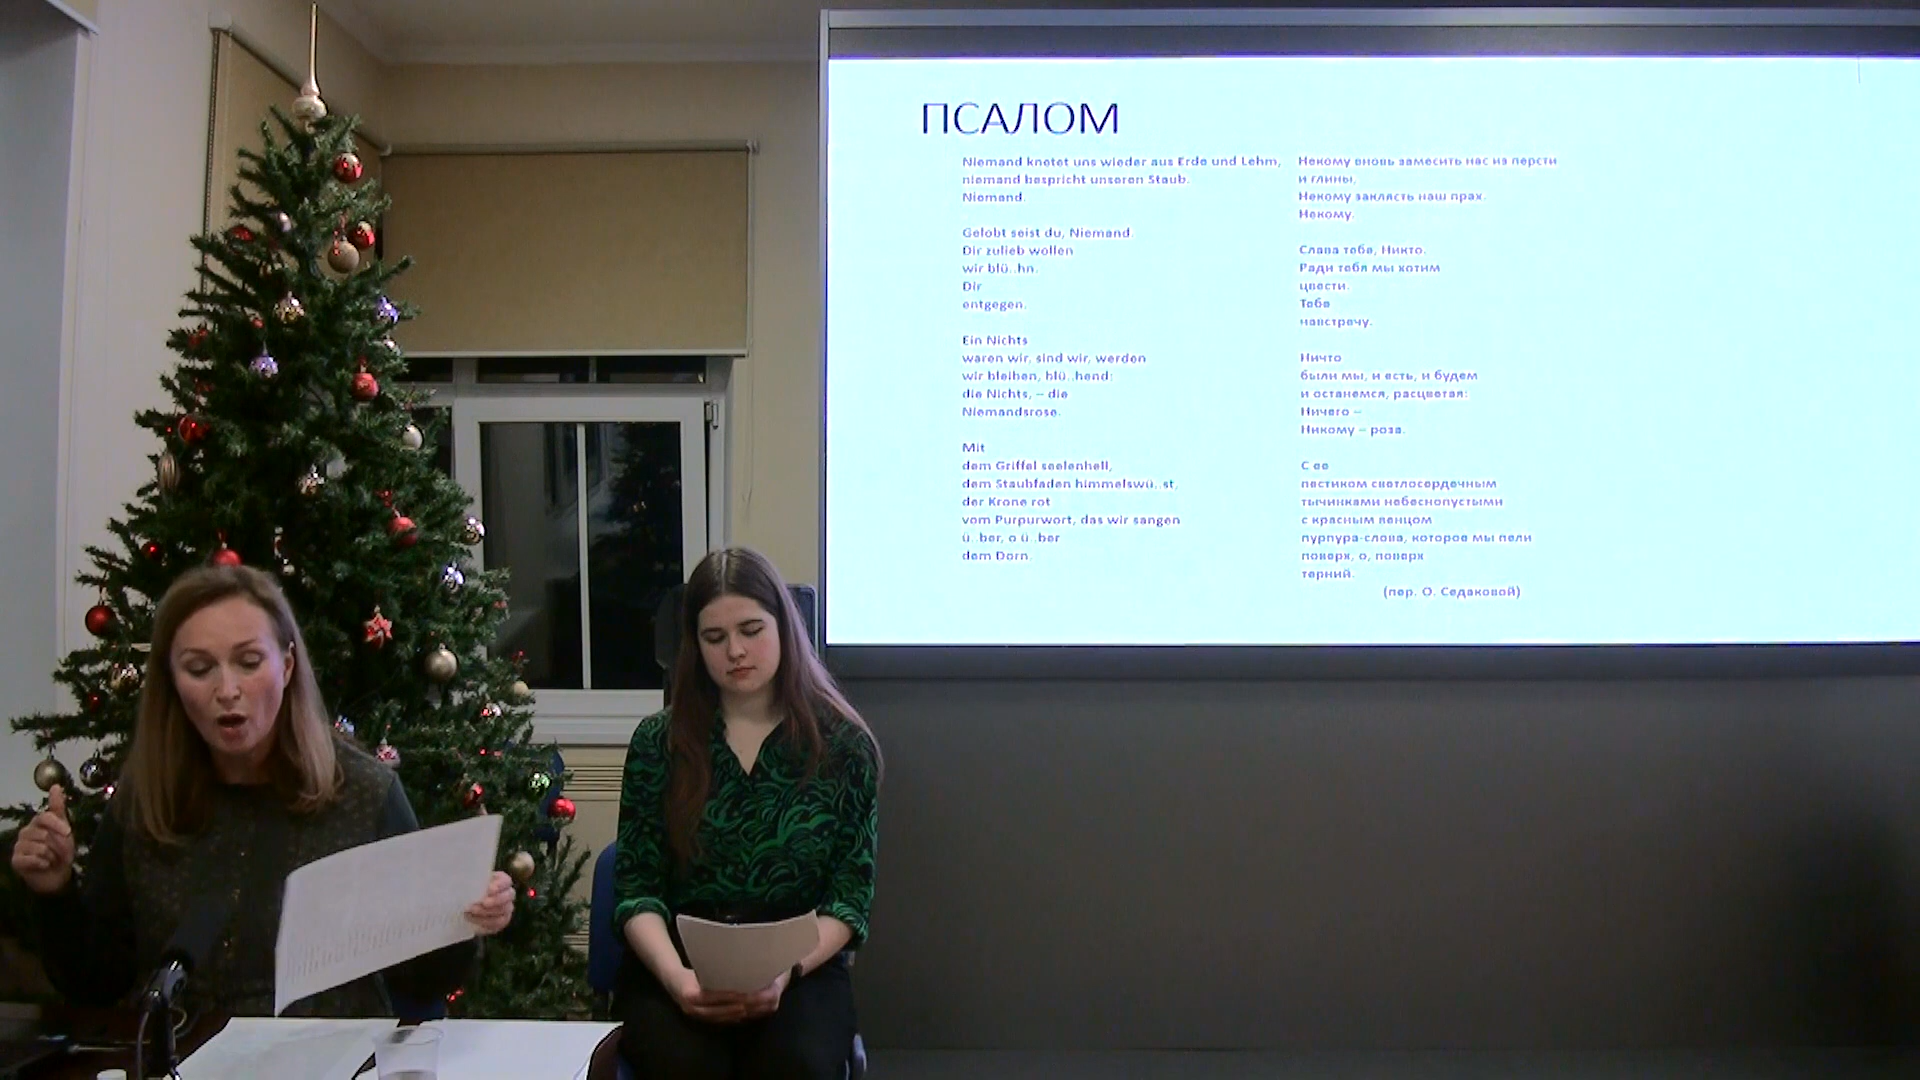 ПСАЛОМ
Niemand knetet uns wieder aus Erde und Lehm,
niemand bespricht unseren Staub.
Niemand.
Gelobt seist du, Niemand.
Dir zulieb wollen
wir blü..hn.
Dir
entgegen.
Ein Nichts
waren wir, sind wir, werden
wir bleiben, blü..hend:
die Nichts, – die
Niemandsrose.
Mit
dem Griffel seelenhell,
dem Staubfaden himmelswü..st,
der Krone rot
vom Purpurwort, das wir sangen
ü..ber, o ü..ber
dem Dorn.
Некому вновь замесить нас из персти
и глины,
Некому заклясть наш прах.
Некому.
Слава тебе, Никто.
Ради тебя мы хотим
цвести.
Тебе
навстречу.
Ничто
были мы, и есть, и будем
и останемся, расцветая:
Ничего –
Никому – роза.
С ее
пестиком светлосердечным
тычинками небеснопустыми
с красным венцом
пурпура-слова, которое мы пели
поверх, о, поверх
терний.
(пер. О. Седаковой)